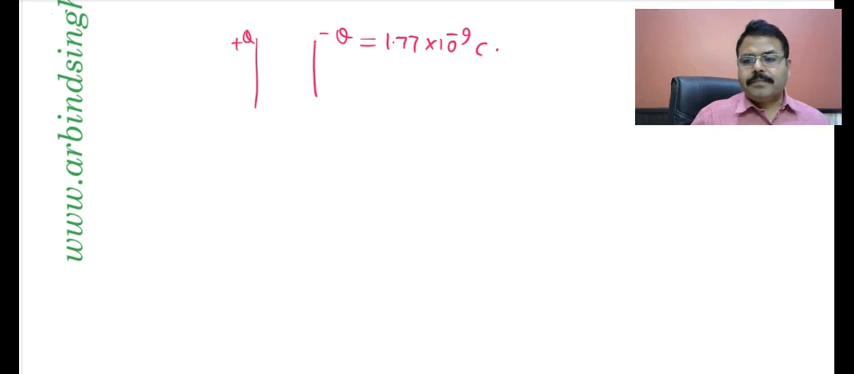 +Q -Q = 1.77 × 10⁻⁹ C.
www.arbindsingh